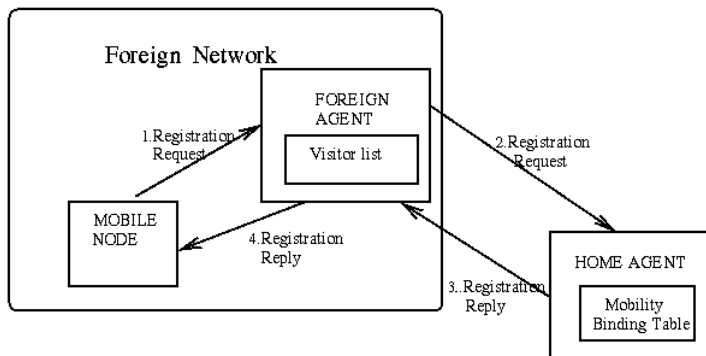 Foreign Network
FOREIGN
AGENT
Visitor list
1.Registration
Request
2.Registration
Request
MOBILE
NODE
4.Registration
Reply
3..Registration
Reply
HOME AGENT
Mobility
Binding Table